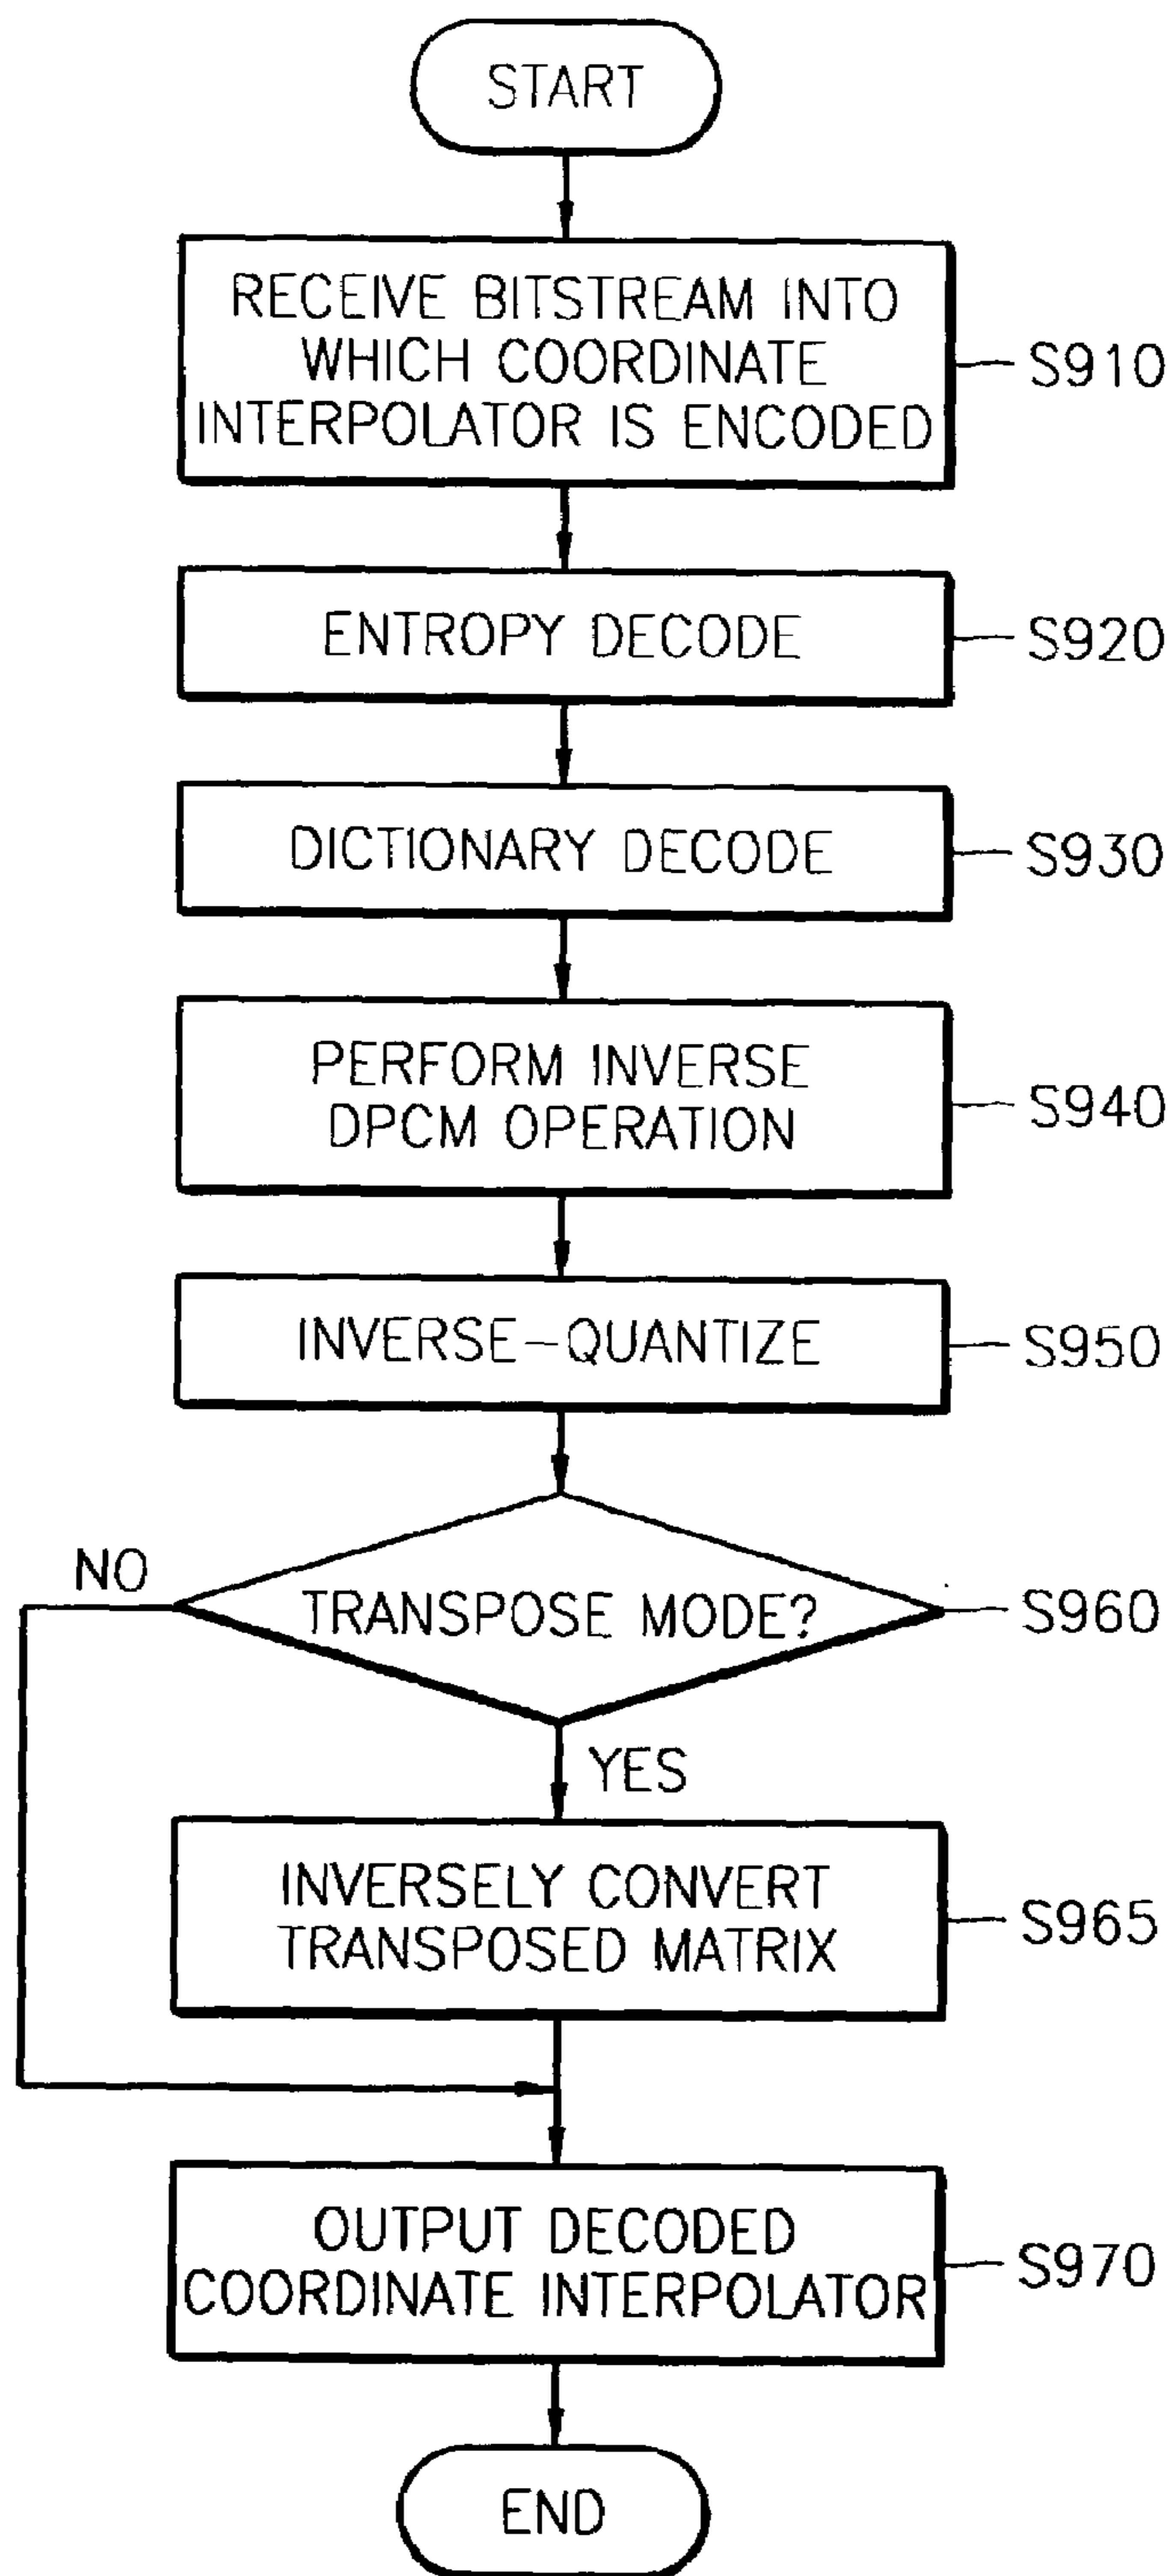 START
RECEIVE BITSTREAM INTO
WHICH COORDINATE
INTERPOLATOR IS ENCODED
S910
ENTROPY DECODE
S920
DICTIONARY DECODE
S930
PERFORM INVERSE
DPCM OPERATION
S940
INVERSE-QUANTIZE
S950
NO
TRANSPOSE MODE?
S960
YES
INVERSELY CONVERT
TRANSPOSED MATRIX
S965
OUTPUT DECODED
COORDINATE INTERPOLATOR
S970
END